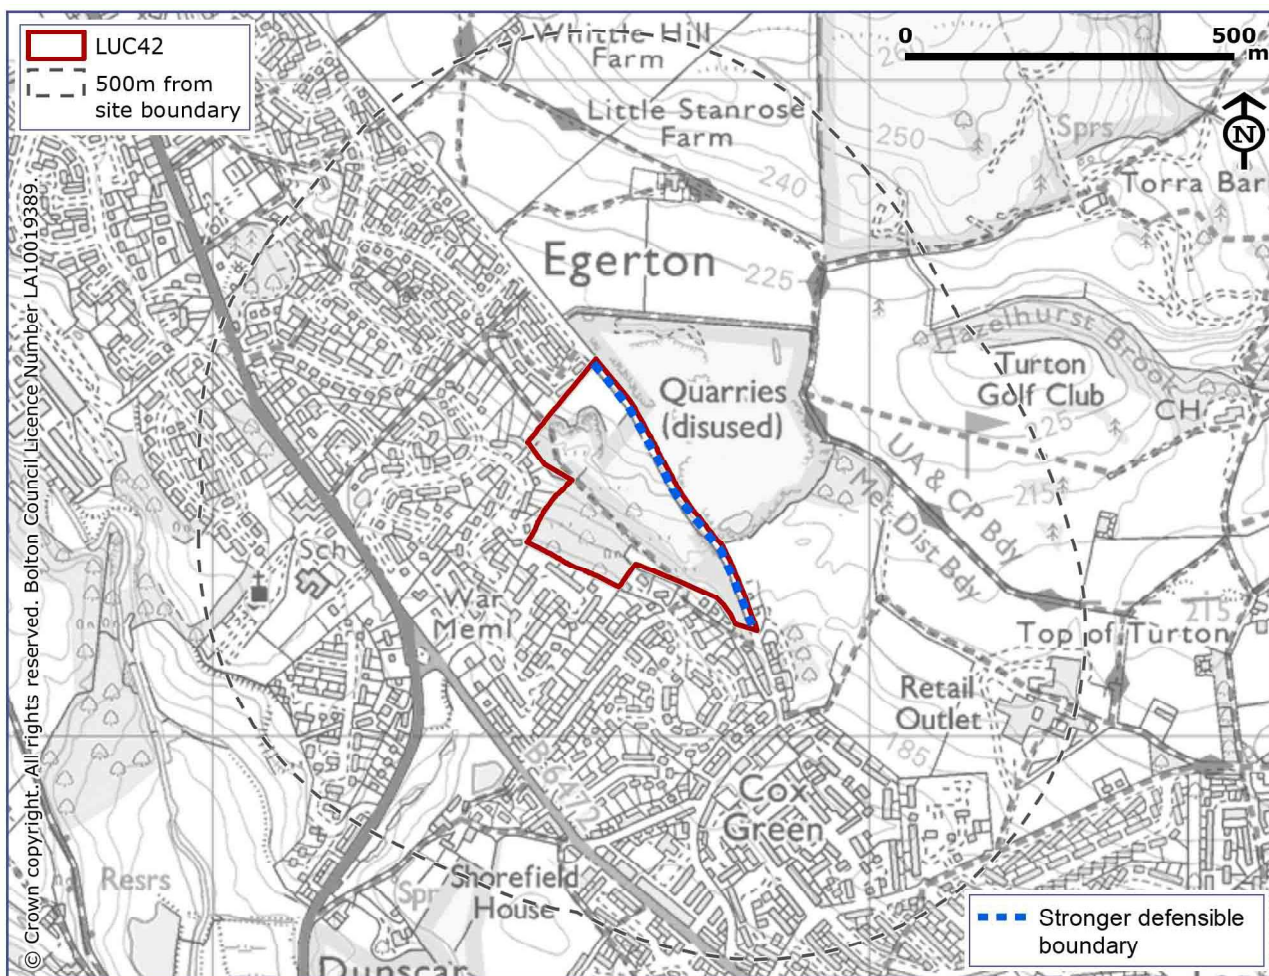 LUC42
500m from
site boundary
0
500
m
N
Whittle Hill
Farm
Little Stanrose
Farm
250
Sprs
240
Torra Bar
Egerton
225
Hazelhurst Brook
Turton
Golf Club
Quarries
(disused)
CH
UA & CP Bdy
Met Dist Bdy
215
Sch
War
Meml
215
Top of Turton
Retail
Outlet
185
B6472
Cox
Green
Resrs
Spr
Shorefield
House
Dunscar
Stronger defensible
boundary
© Crown copyright. All rights reserved. Bolton Council Licence Number LA10019389.